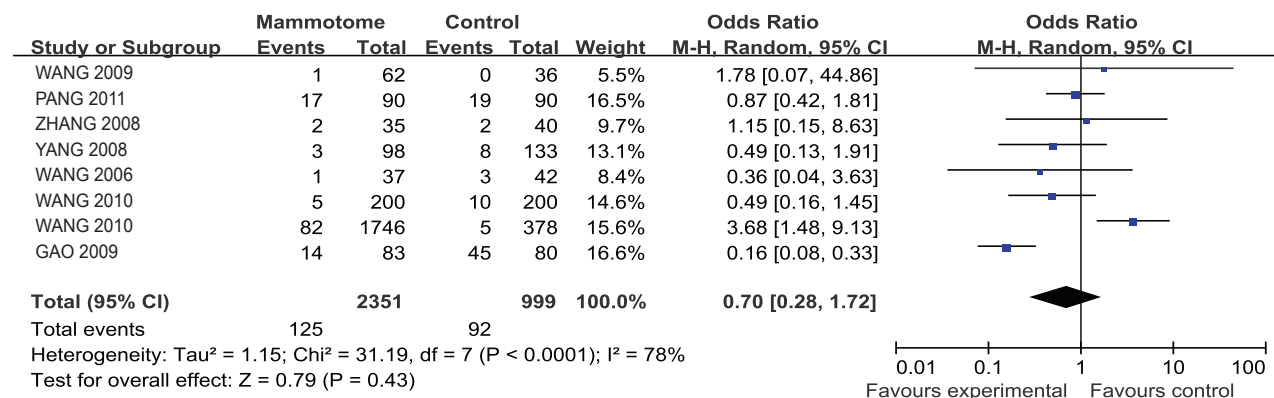 Mammotome Control Odds Ratio Odds Ratio
Study or Subgroup Events Total Events Total Weight M-H, Random, 95% CI M-H, Random, 95% CI
WANG 2009 1 62 0 36 5.5% 1.78 [0.07, 44.86]
PANG 2011 17 90 19 90 16.5% 0.87 [0.42, 1.81]
ZHANG 2008 2 35 2 40 9.7% 1.15 [0.15, 8.63]
YANG 2008 3 98 8 133 13.1% 0.49 [0.13, 1.91]
WANG 2006 1 37 3 42 8.4% 0.36 [0.04, 3.63]
WANG 2010 5 200 10 200 14.6% 0.49 [0.16, 1.45]
WANG 2010 82 1746 5 378 15.6% 3.68 [1.48, 9.13]
GAO 2009 14 83 45 80 16.6% 0.16 [0.08, 0.33]
Total (95% CI) 2351 999 100.0% 0.70 [0.28, 1.72]
Total events 125 92
Heterogeneity: Tau² = 1.15; Chi² = 31.19, df = 7 (P < 0.0001); I² = 78%
Test for overall effect: Z = 0.79 (P = 0.43)
0.01 0.1 1 10 100
Favours experimental Favours control